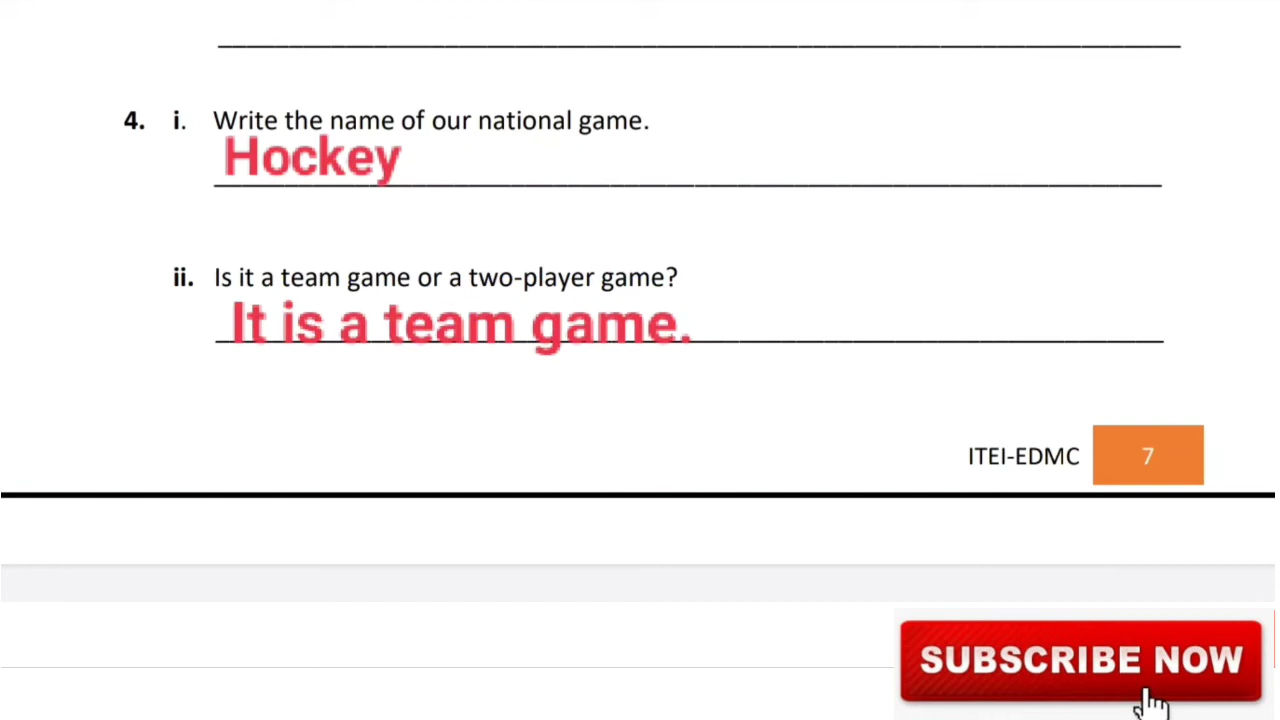 4. i. Write the name of our national game.
Hockey
ii. Is it a team game or a two-player game?
It is a team game.
ITEI-EDMC 7
SUBSCRIBE NOW